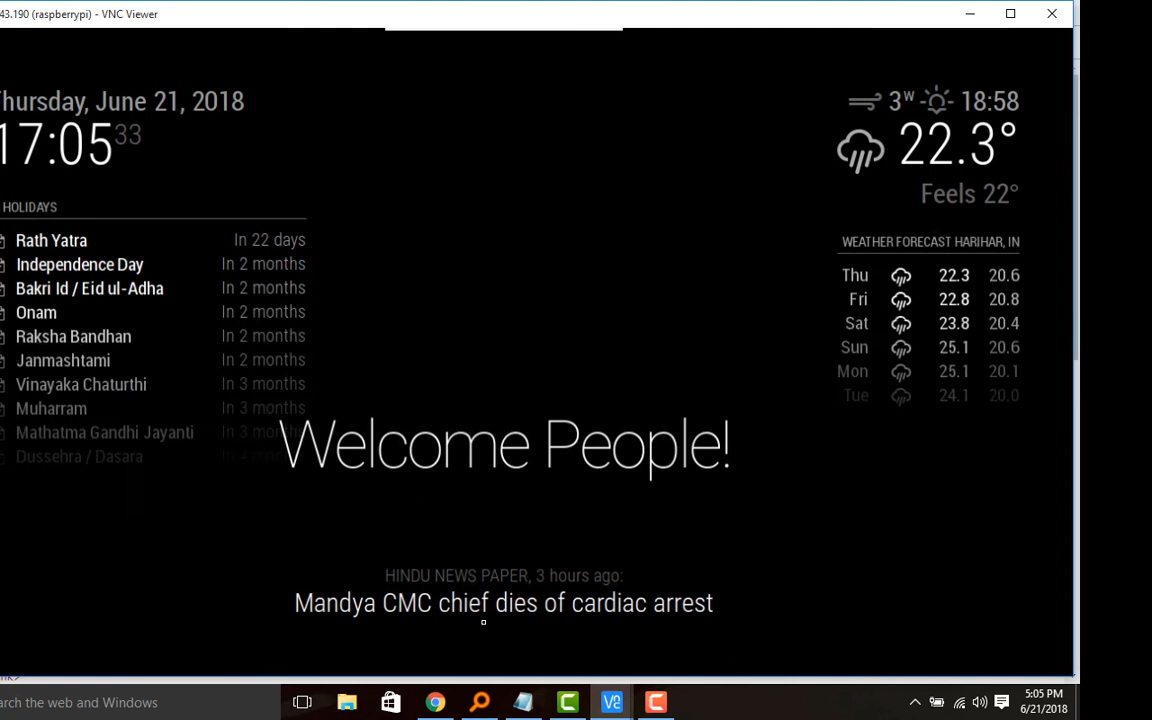 43.190 (raspberrypi) - VNC Viewer
Thursday, June 21, 2018
17:05 33
HOLIDAYS
Rath Yatra In 22 days
Independence Day In 2 months
Bakri Id / Eid ul-Adha In 2 months
Onam In 2 months
Raksha Bandhan In 2 months
Janmashtami In 2 months
Vinayaka Chaturthi In 3 months
Muharram In 3 months
Mathatma Gandhi Jayanti In 3
Dussehra / Dasara
3 W 18:58
22.3°
Feels 22°
WEATHER FORECAST HARIHAR, IN
Thu 22.3 20.6
Fri 22.8 20.8
Sat 23.8 20.4
Sun 25.1 20.6
Mon 25.1 20.1
Tue 24.1 20.0
Welcome People!
HINDU NEWS PAPER, 3 hours ago:
Mandya CMC chief dies of cardiac arrest
arch the web and Windows
5:05 PM
6/21/2018